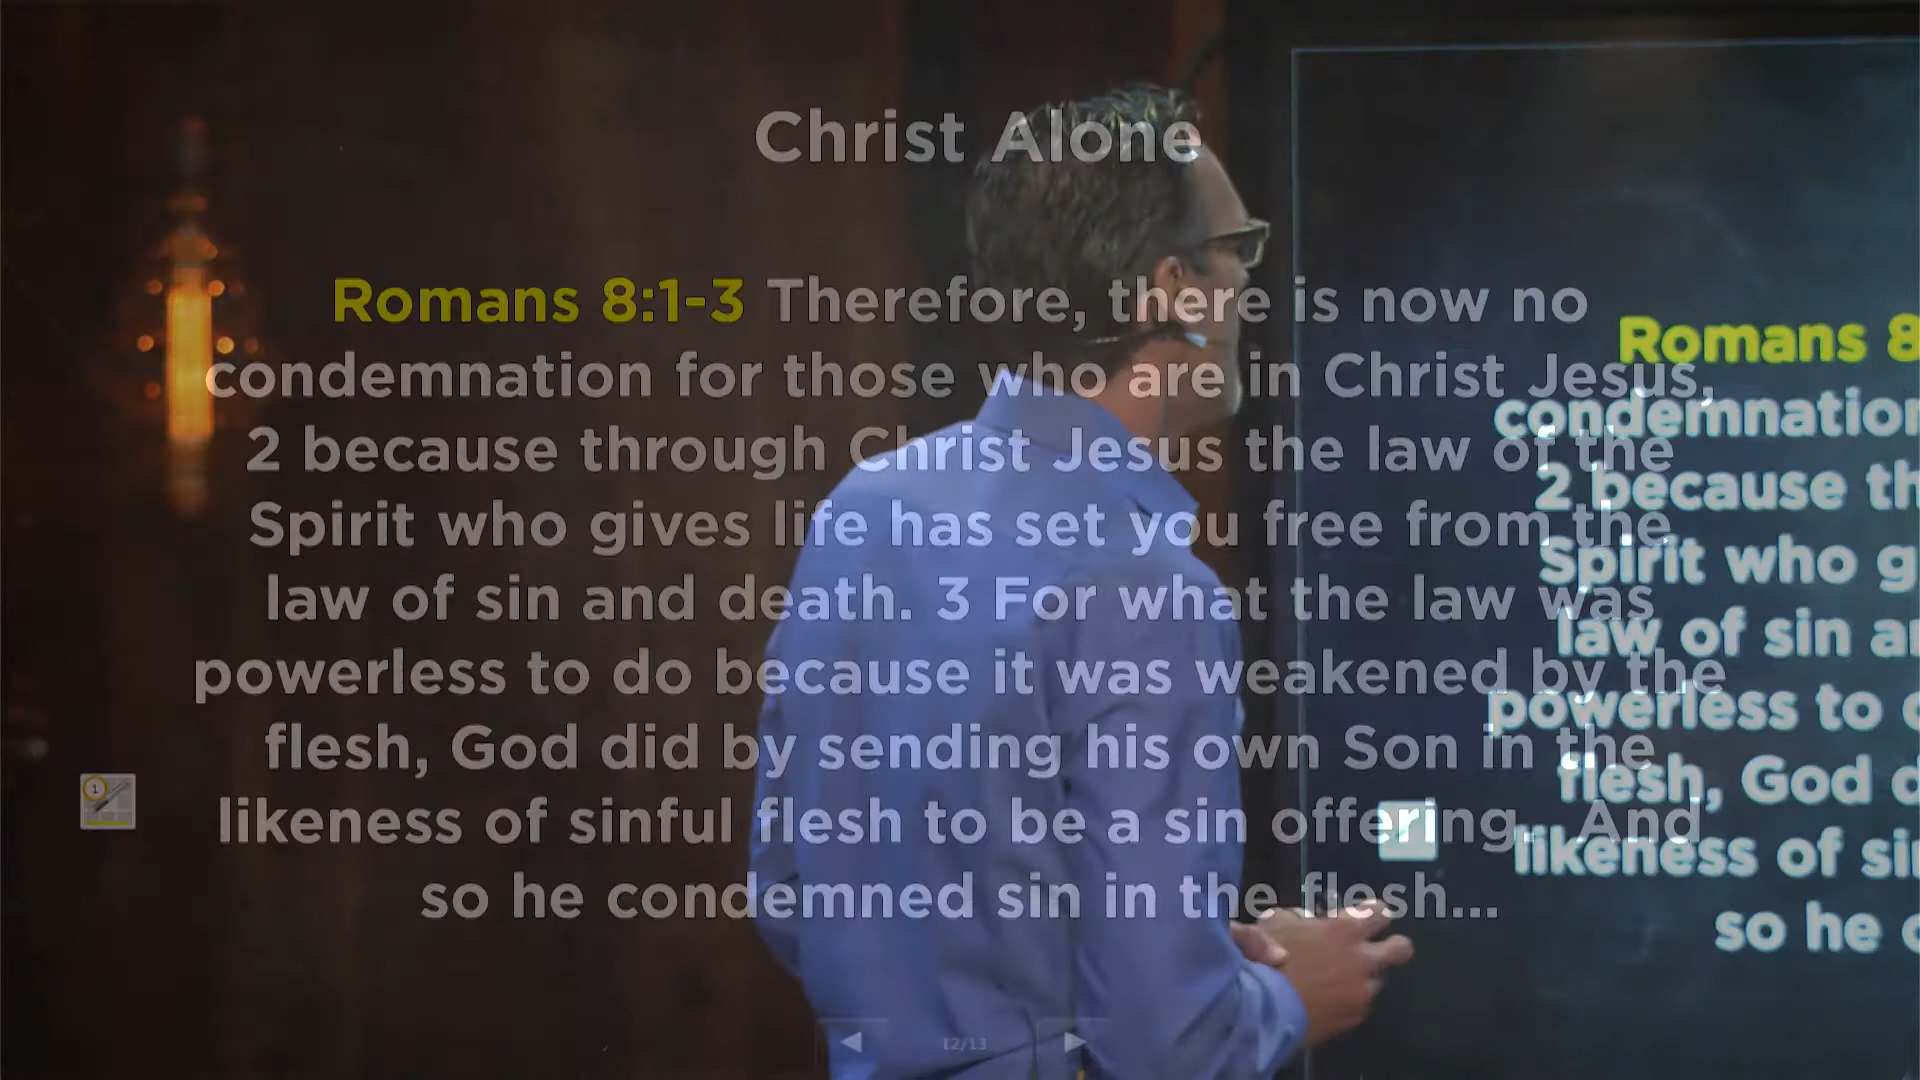 Christ Alone
Romans 8:1-3 Therefore, there is now no
condemnation for those who are in Christ Jesus,
2 because through Christ Jesus the law of the
Spirit who gives life has set you free from the
law of sin and death. 3 For what the law was
powerless to do because it was weakened by the
flesh, God did by sending his own Son in the
likeness of sinful flesh to be a sin offering. And
so he condemned sin in the flesh...
Romans 8
condemnation
2 because th
Spirit who g
law of sin an
powerless to d
flesh, God d
likeness of sin
so he c
1
12/13